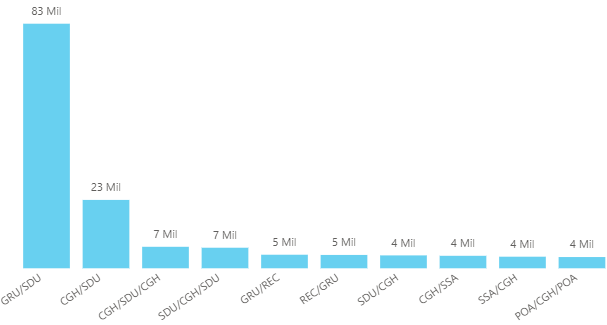 83 Mil
23 Mil
7 Mil
7 Mil
5 Mil
5 Mil
4 Mil
4 Mil
4 Mil
4 Mil
GRU/SDU
CGH/SDU
CGH/SDU/CGH
SDU/CGH/SDU
GRU/REC
REC/GRU
SDU/CGH
CGH/SSA
SSA/CGH
POA/CGH/POA